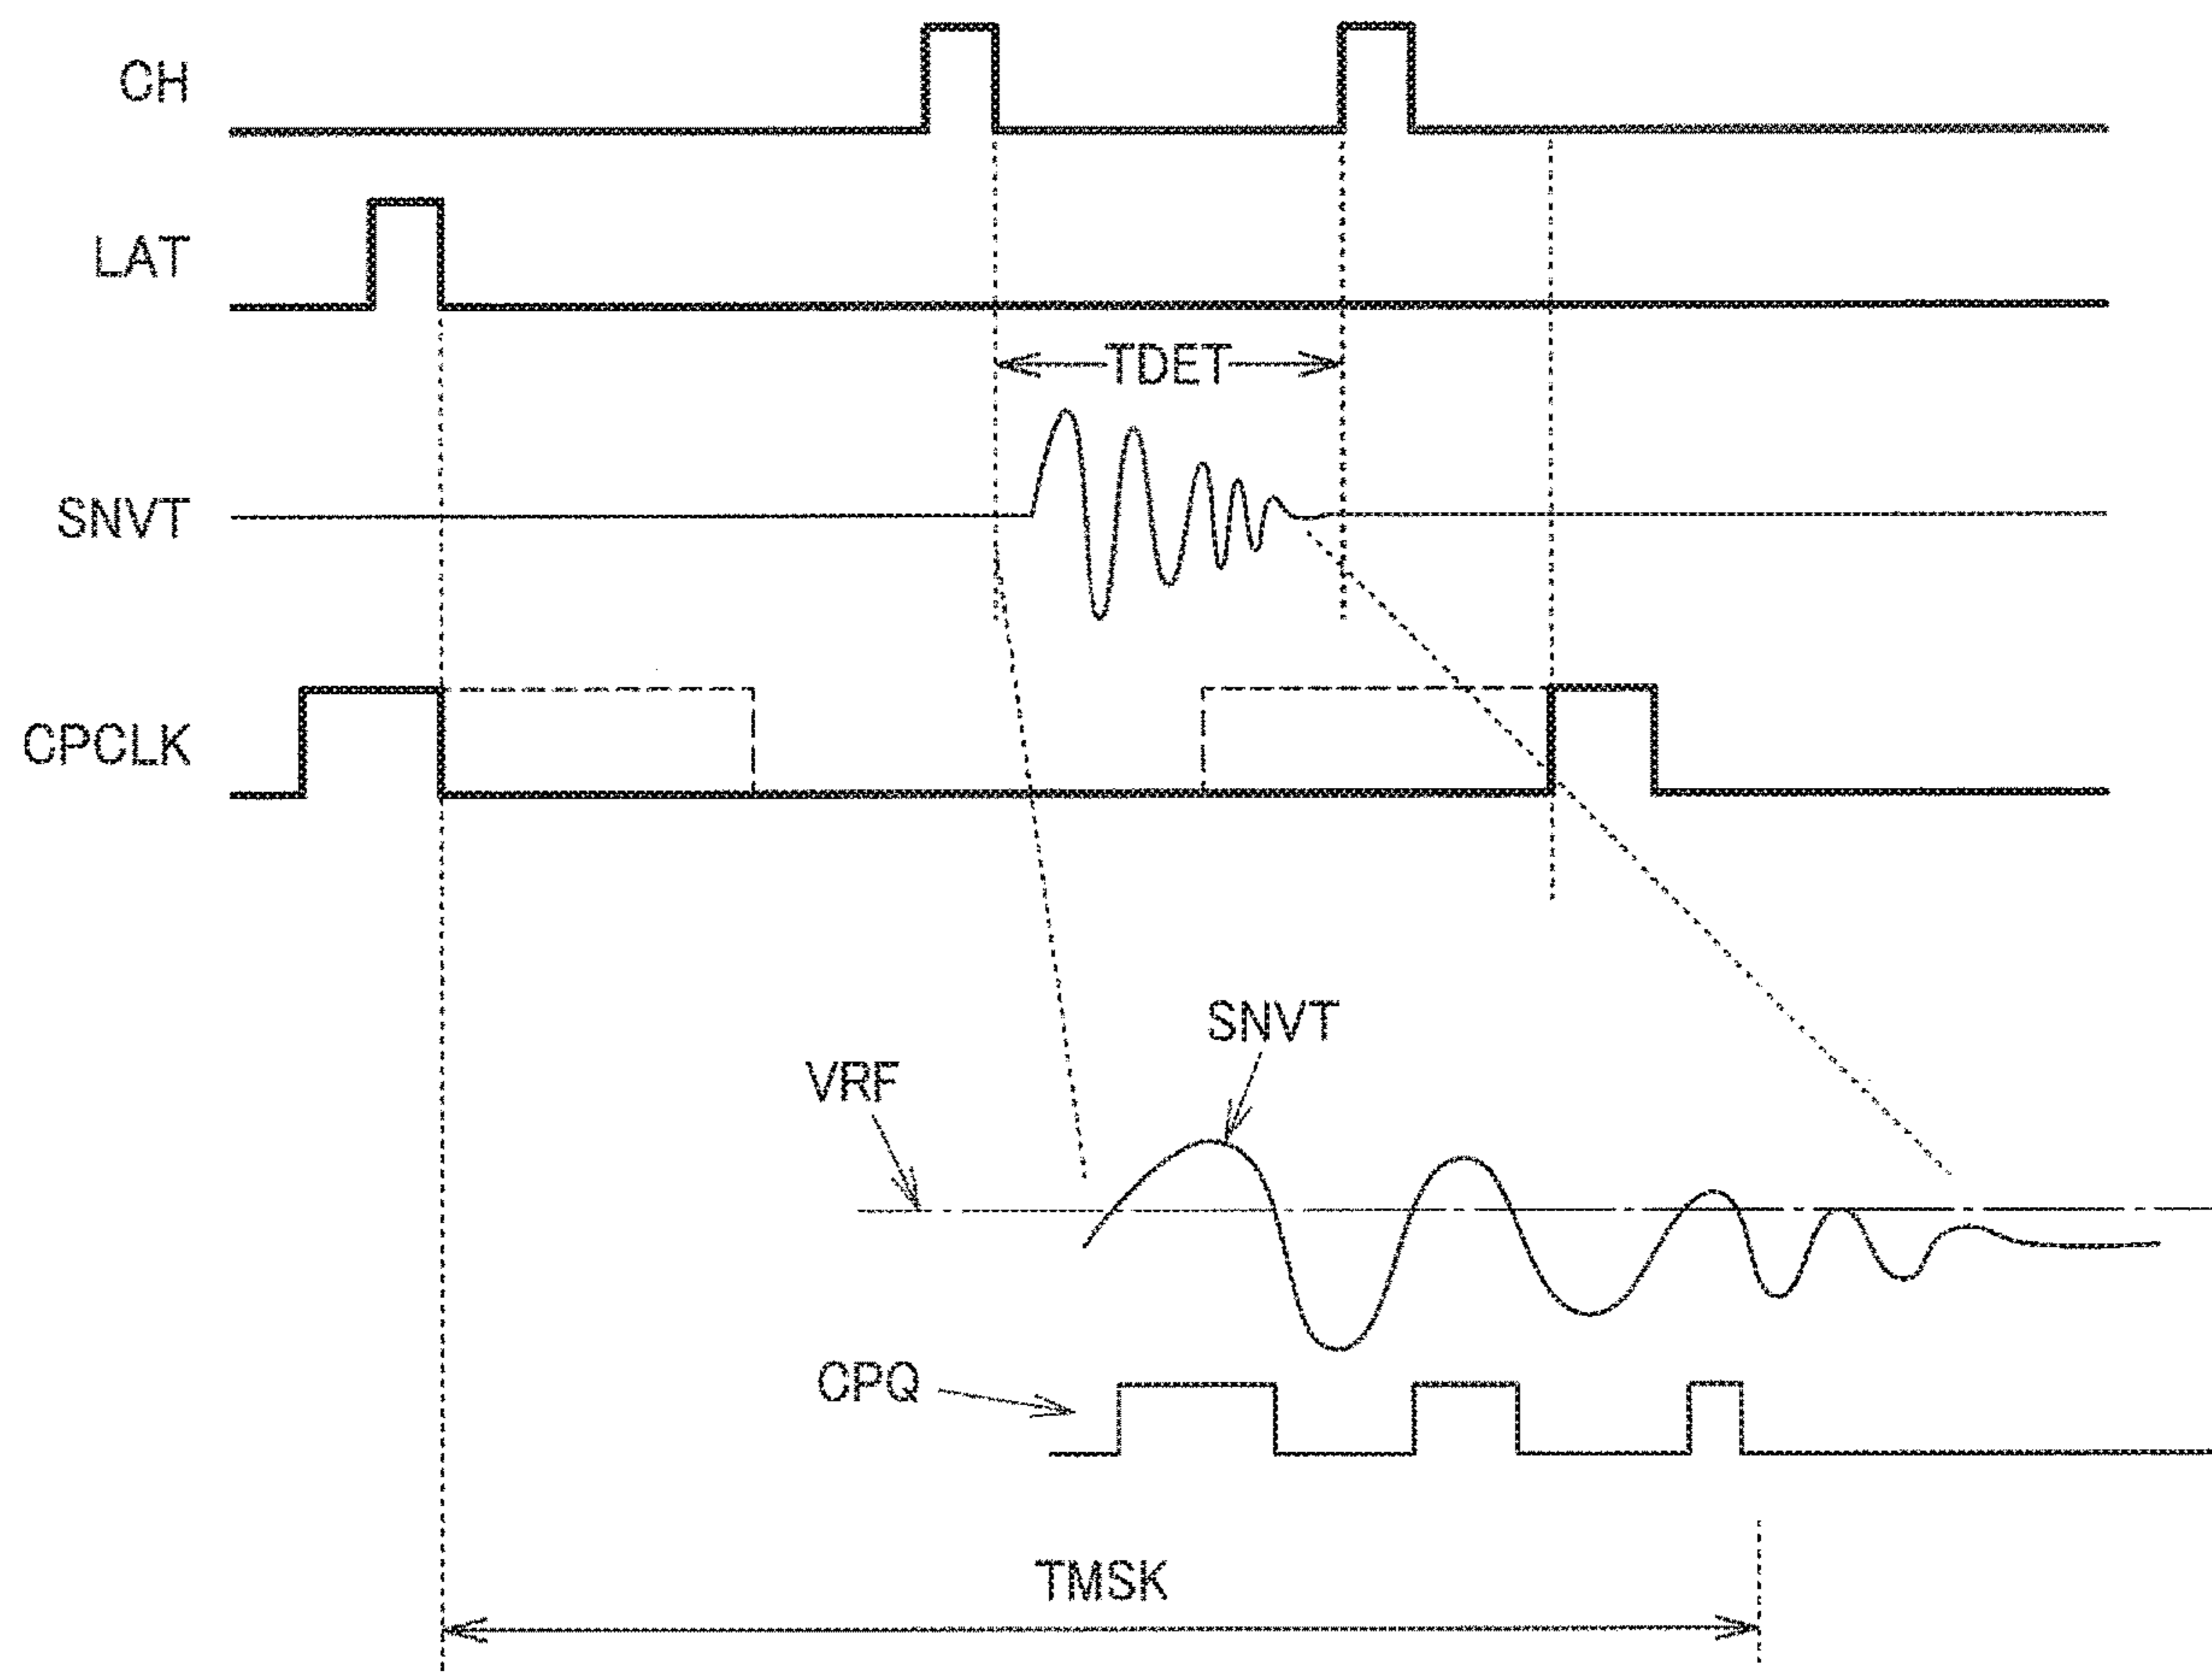 CH
LAT
TDET
SNVT
CPCLK
SNVT
VRF
CPQ
TMSK